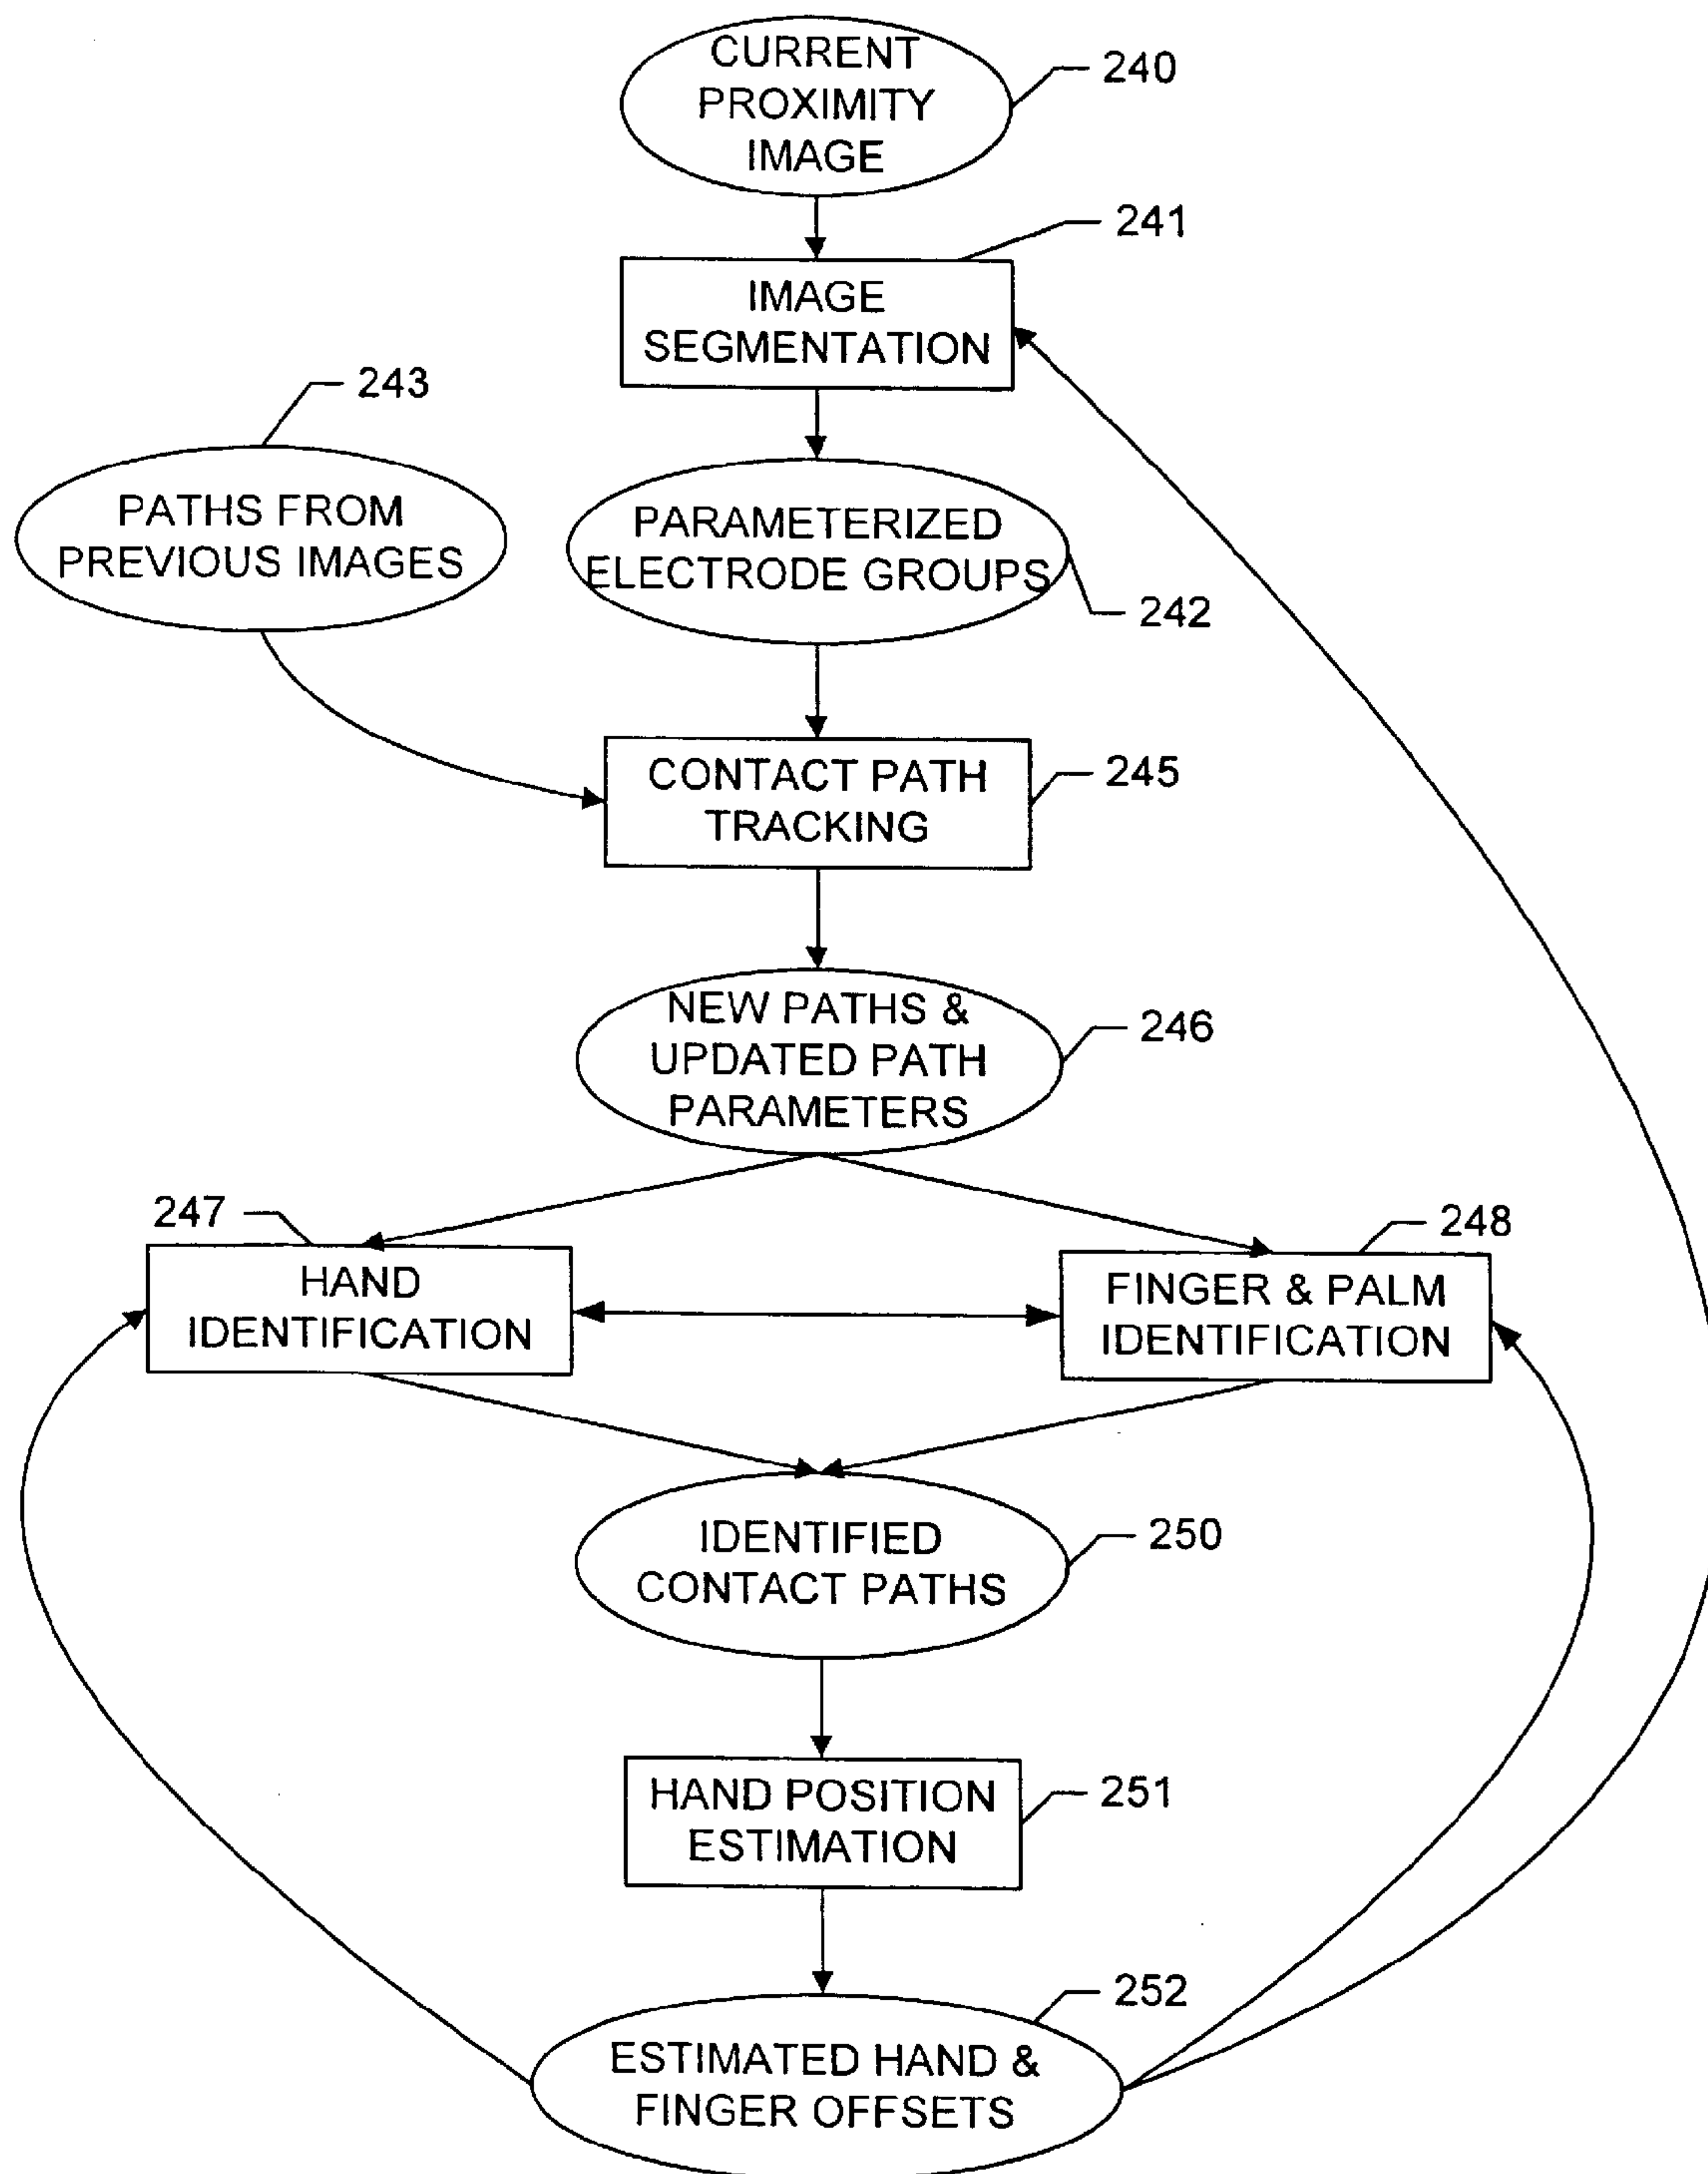 CURRENT
PROXIMITY
IMAGE
240
241
IMAGE
SEGMENTATION
243
PATHS FROM
PREVIOUS IMAGES
PARAMETERIZED
ELECTRODE GROUPS
242
CONTACT PATH
TRACKING
245
NEW PATHS &
UPDATED PATH
PARAMETERS
246
247
HAND
IDENTIFICATION
248
FINGER & PALM
IDENTIFICATION
IDENTIFIED
CONTACT PATHS
250
HAND POSITION
ESTIMATION
251
252
ESTIMATED HAND &
FINGER OFFSETS